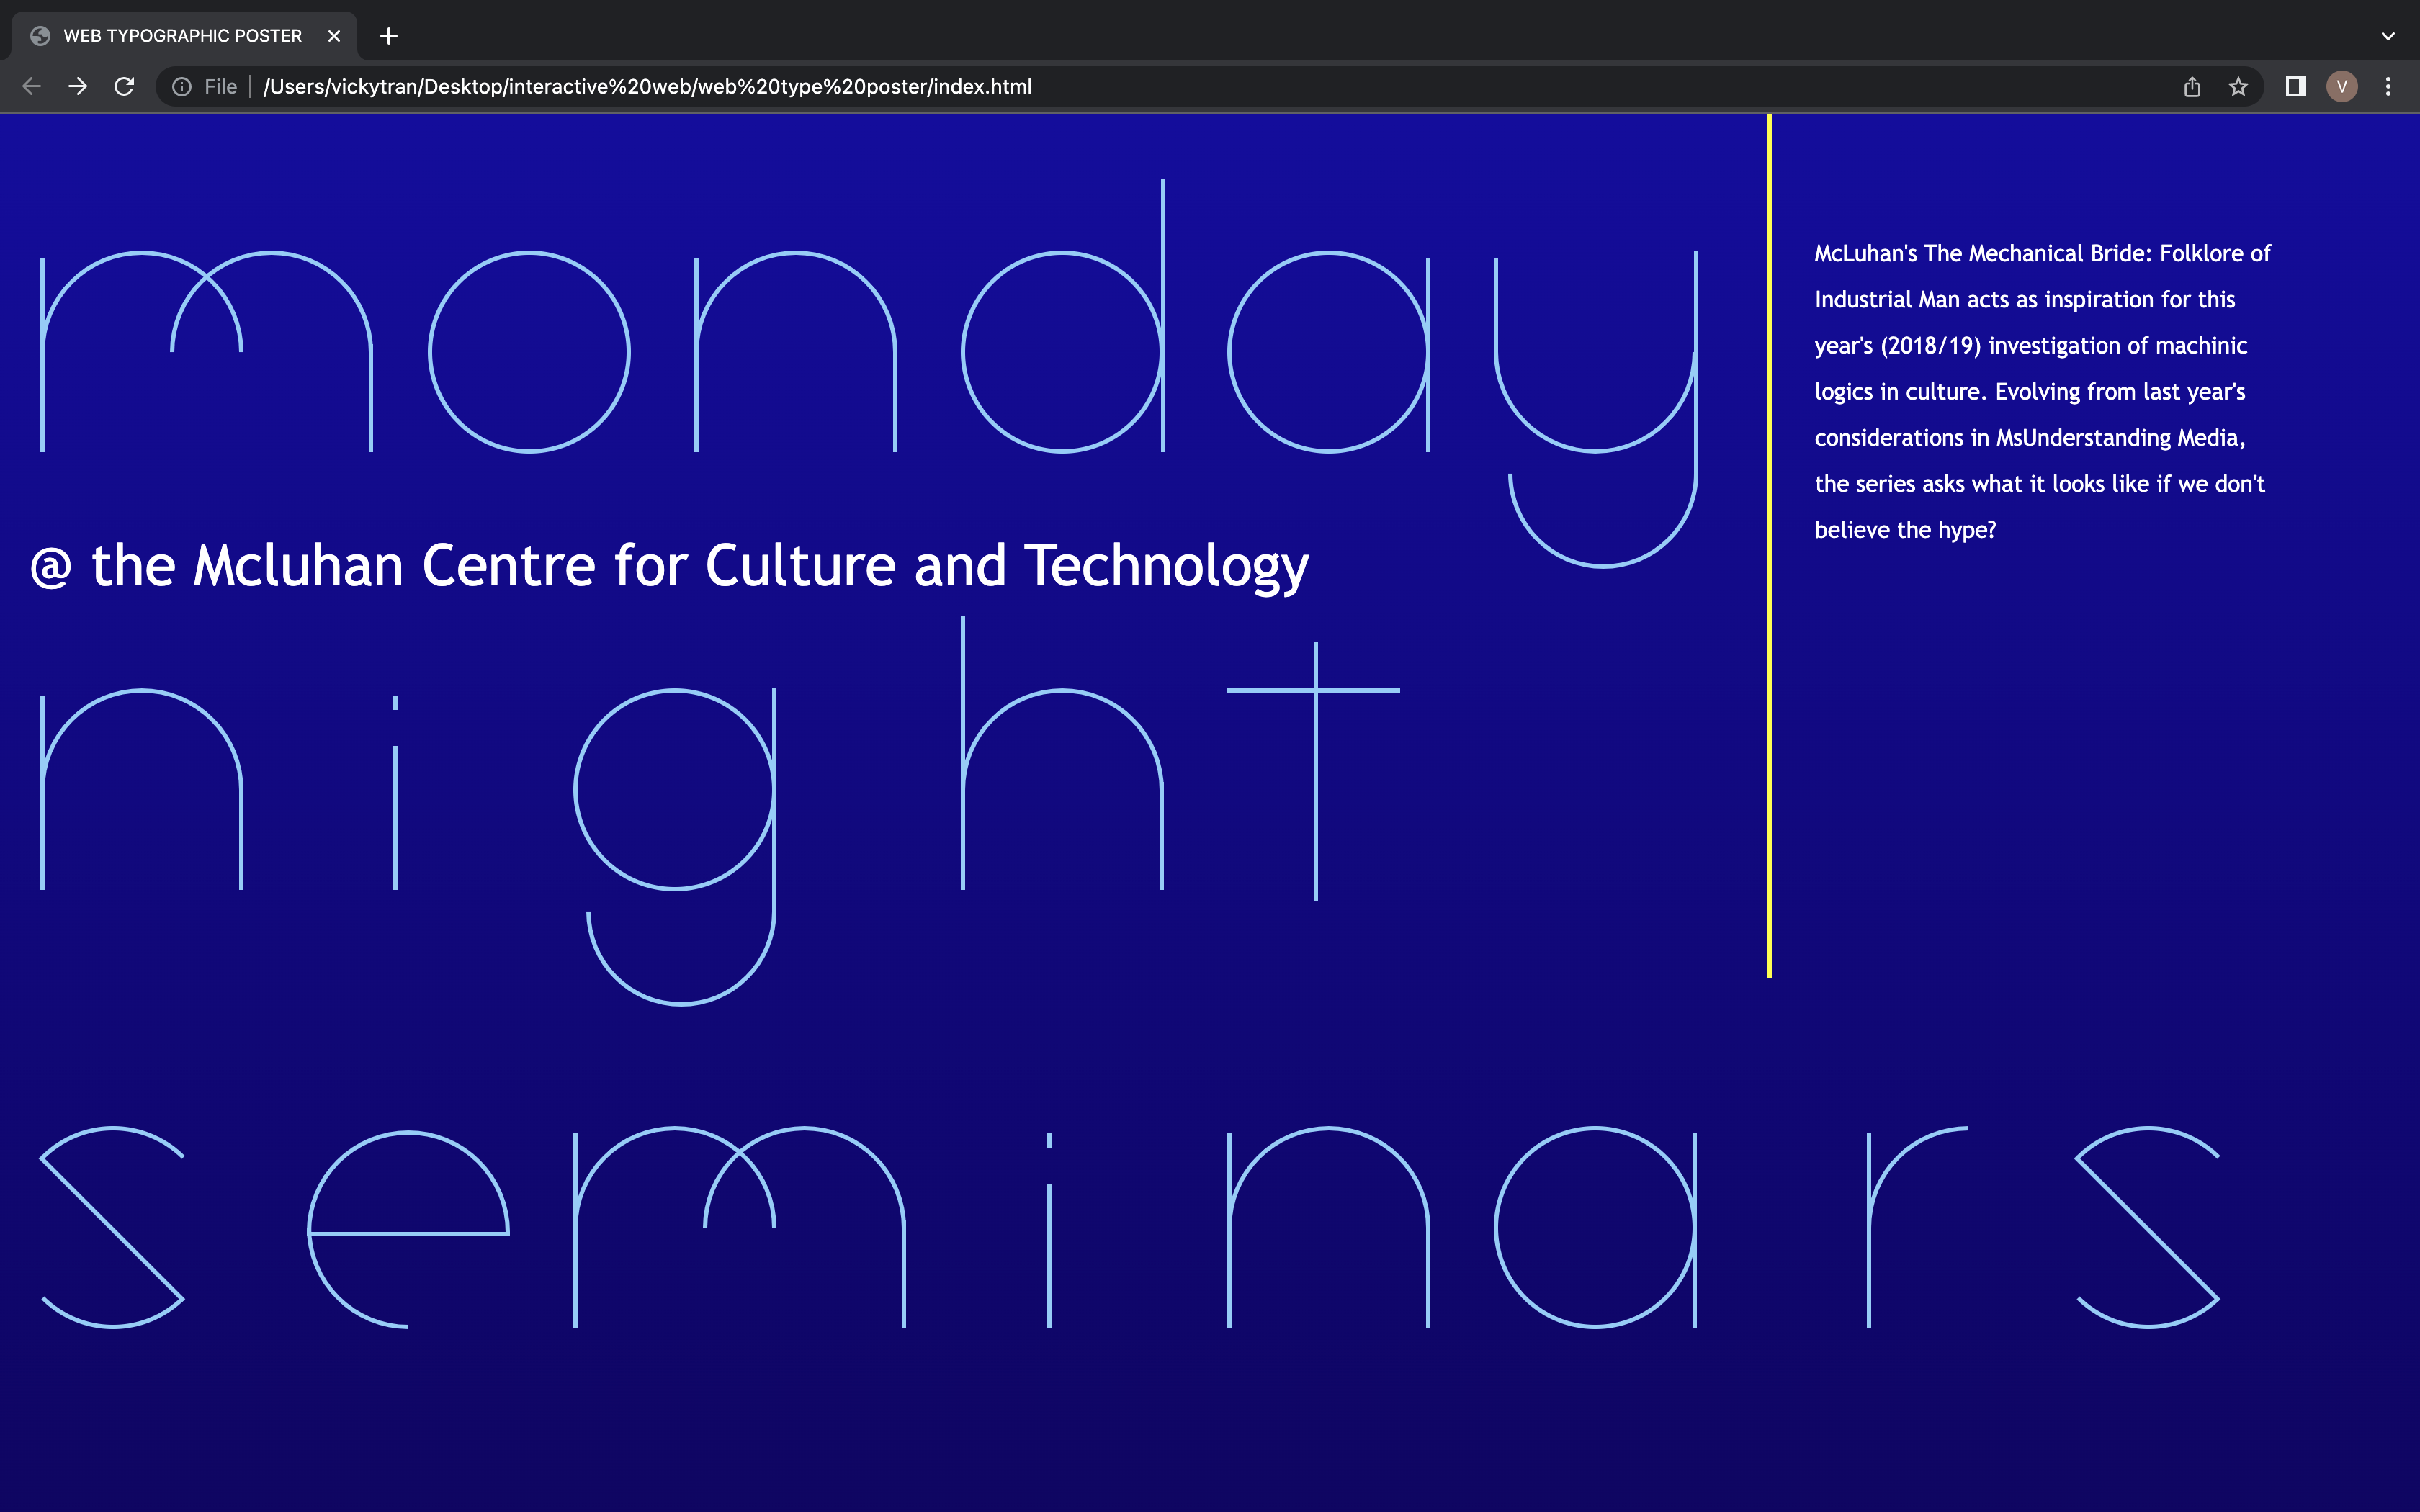 WEB TYPOGRAPHIC POSTER
File
/Users/vickytran/Desktop/interactive%20web/web%20type%20poster/index.html
V
monday
@ the Mcluhan Centre for Culture and Technology
night
seminars
McLuhan's The Mechanical Bride: Folklore of
Industrial Man acts as inspiration for this
year's (2018/19) investigation of machinic
logics in culture. Evolving from last year's
considerations in MsUnderstanding Media,
the series asks what it looks like if we don't
believe the hype?